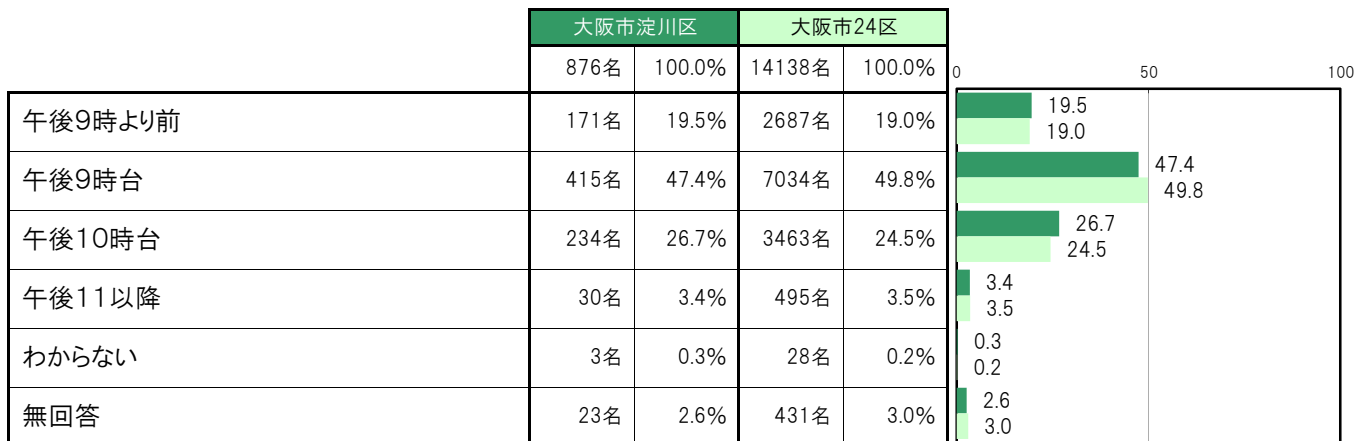 大阪市淀川区 大阪市24区
876名 100.0% 14138名 100.0% 0 50 100
午後9時より前 171名 19.5% 2687名 19.0% 19.5
19.0
午後9時台 415名 47.4% 7034名 49.8% 47.4
49.8
午後10時台 234名 26.7% 3463名 24.5% 26.7
24.5
午後11以降 30名 3.4% 495名 3.5% 3.4
3.5
わからない 3名 0.3% 28名 0.2% 0.3
0.2
無回答 23名 2.6% 431名 3.0% 2.6
3.0